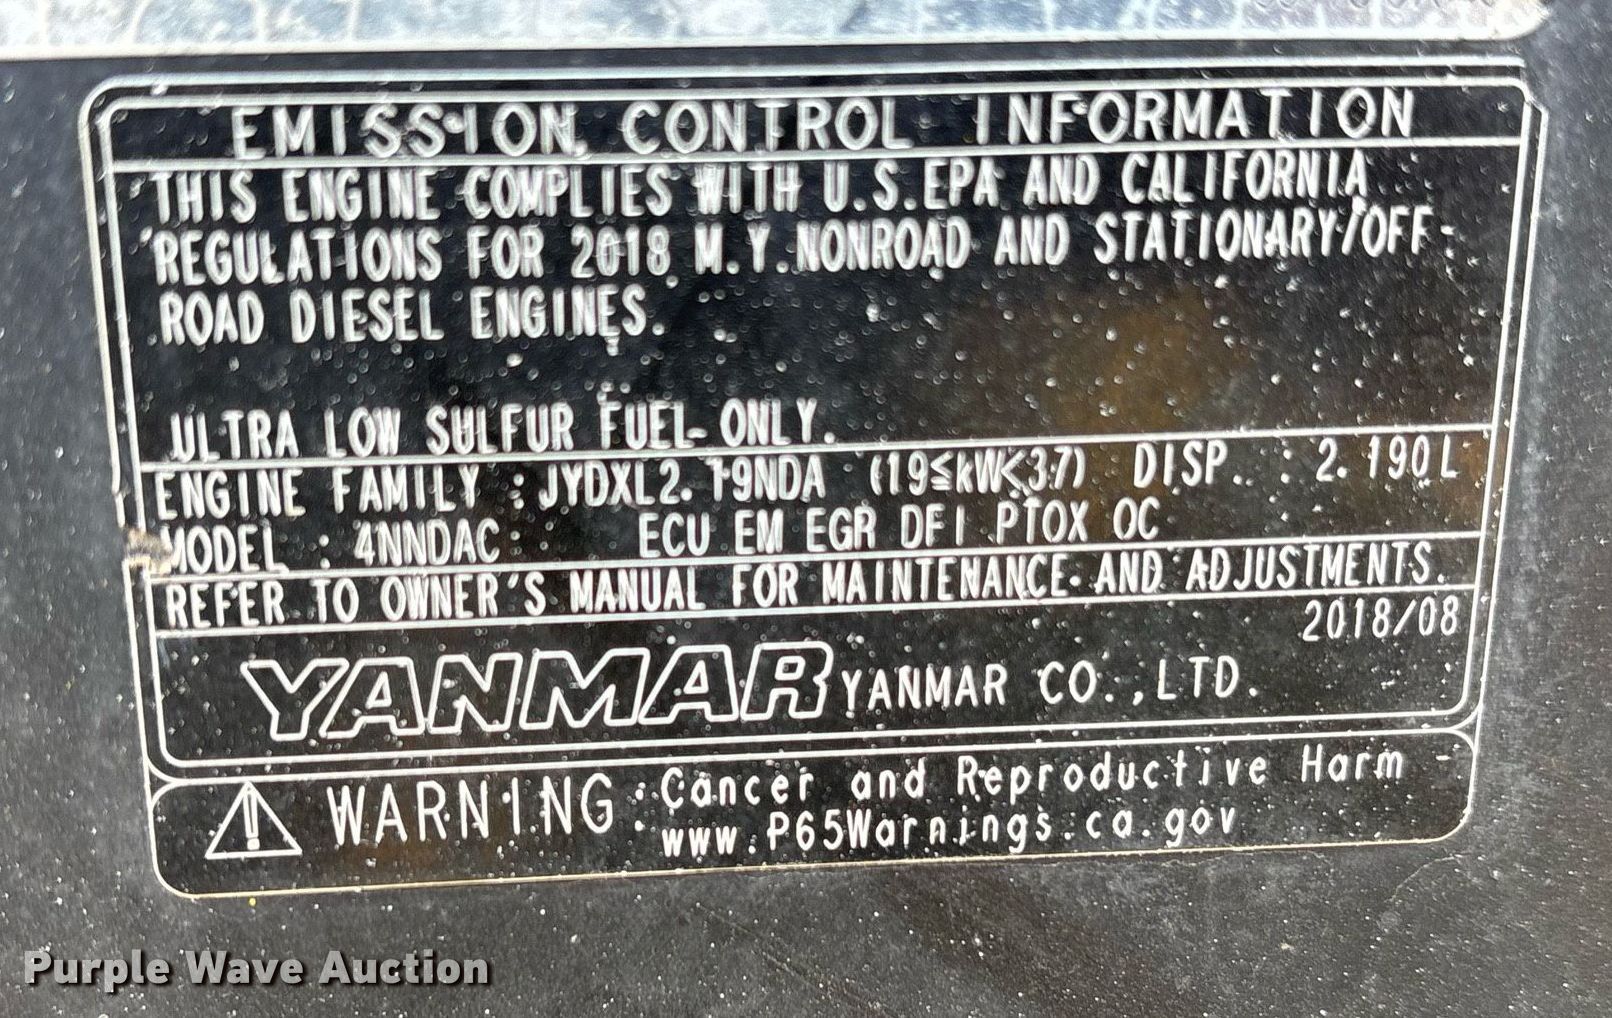 EMISSION CONTROL INFORMATION
THIS ENGINE COMPLIES WITH U.S.EPA AND CALIFORNIA
REGULATIONS FOR 2018 M.Y.NONROAD AND STATIONARY/OFF-
ROAD DIESEL ENGINES.
ULTRA LOW SULFUR FUEL ONLY.
ENGINE FAMILY : JYDXL2.19NDA (19≦kW<37) DISP. : 2.190L
MODEL : 4NNDAC ECU EM EGR DFI PTOX OC
REFER TO OWNER'S MANUAL FOR MAINTENANCE AND ADJUSTMENTS.
2018/08
YANMAR YANMAR CO.,LTD.
WARNING : Cancer and Reproductive Harm -
www.P65Warnings.ca.gov
Purple Wave Auction